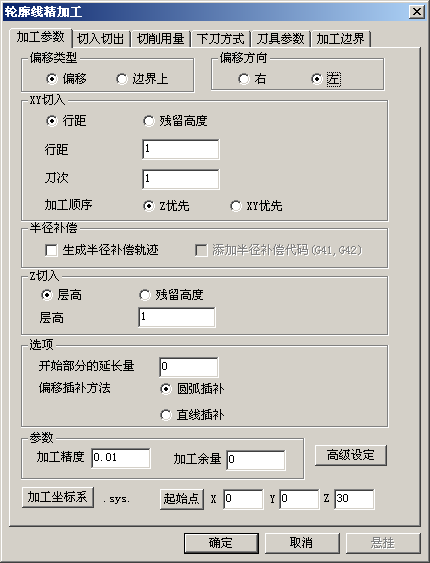 轮廓线精加工
加工参数 切入切出 切削用量 下刀方式 刀具参数 加工边界
偏移类型 偏移方向
偏移 边界上 右 左
XY切入
行距 残留高度
行距 1
刀次 1
加工顺序 Z优先 XY优先
半径补偿
生成半径补偿轨迹 添加半径补偿代码(G41,G42)
Z切入
层高 残留高度
层高 1
选项
开始部分的延长量 0
偏移插补方法 圆弧插补
直线插补
参数
加工精度 0.01 加工余量 0 高级设定
加工坐标系 .sys. 起始点 X 0 Y 0 Z 30
确定 取消 悬挂